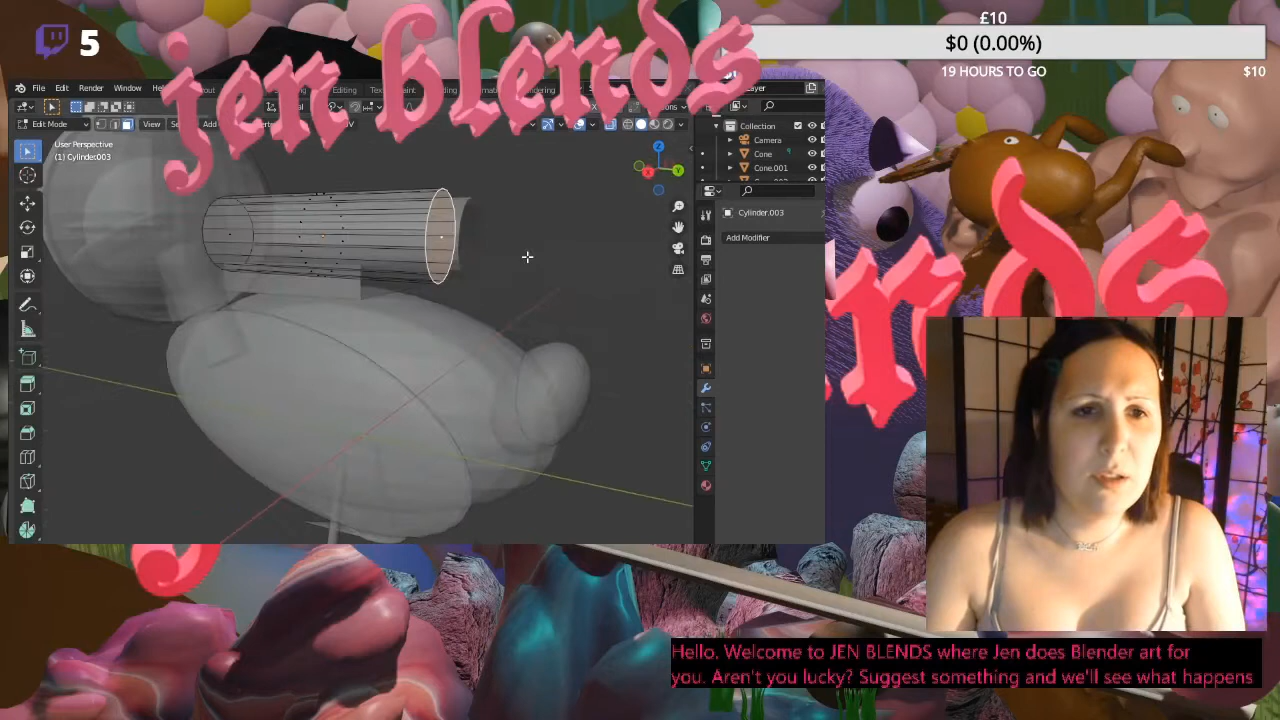 5
jen blends
£10
$0 (0.00%)
19 HOURS TO GO
$10
File Edit Render Window
Edit Mode
View
Add
User Perspective
(1) Cylinder.003
Collection
Camera
Cone
Cone.001
Cylinder.003
Add Modifier
Hello. Welcome to JEN BLENDS where Jen does Blender art for
you. Aren't you lucky? Suggest something and we'll see what happens